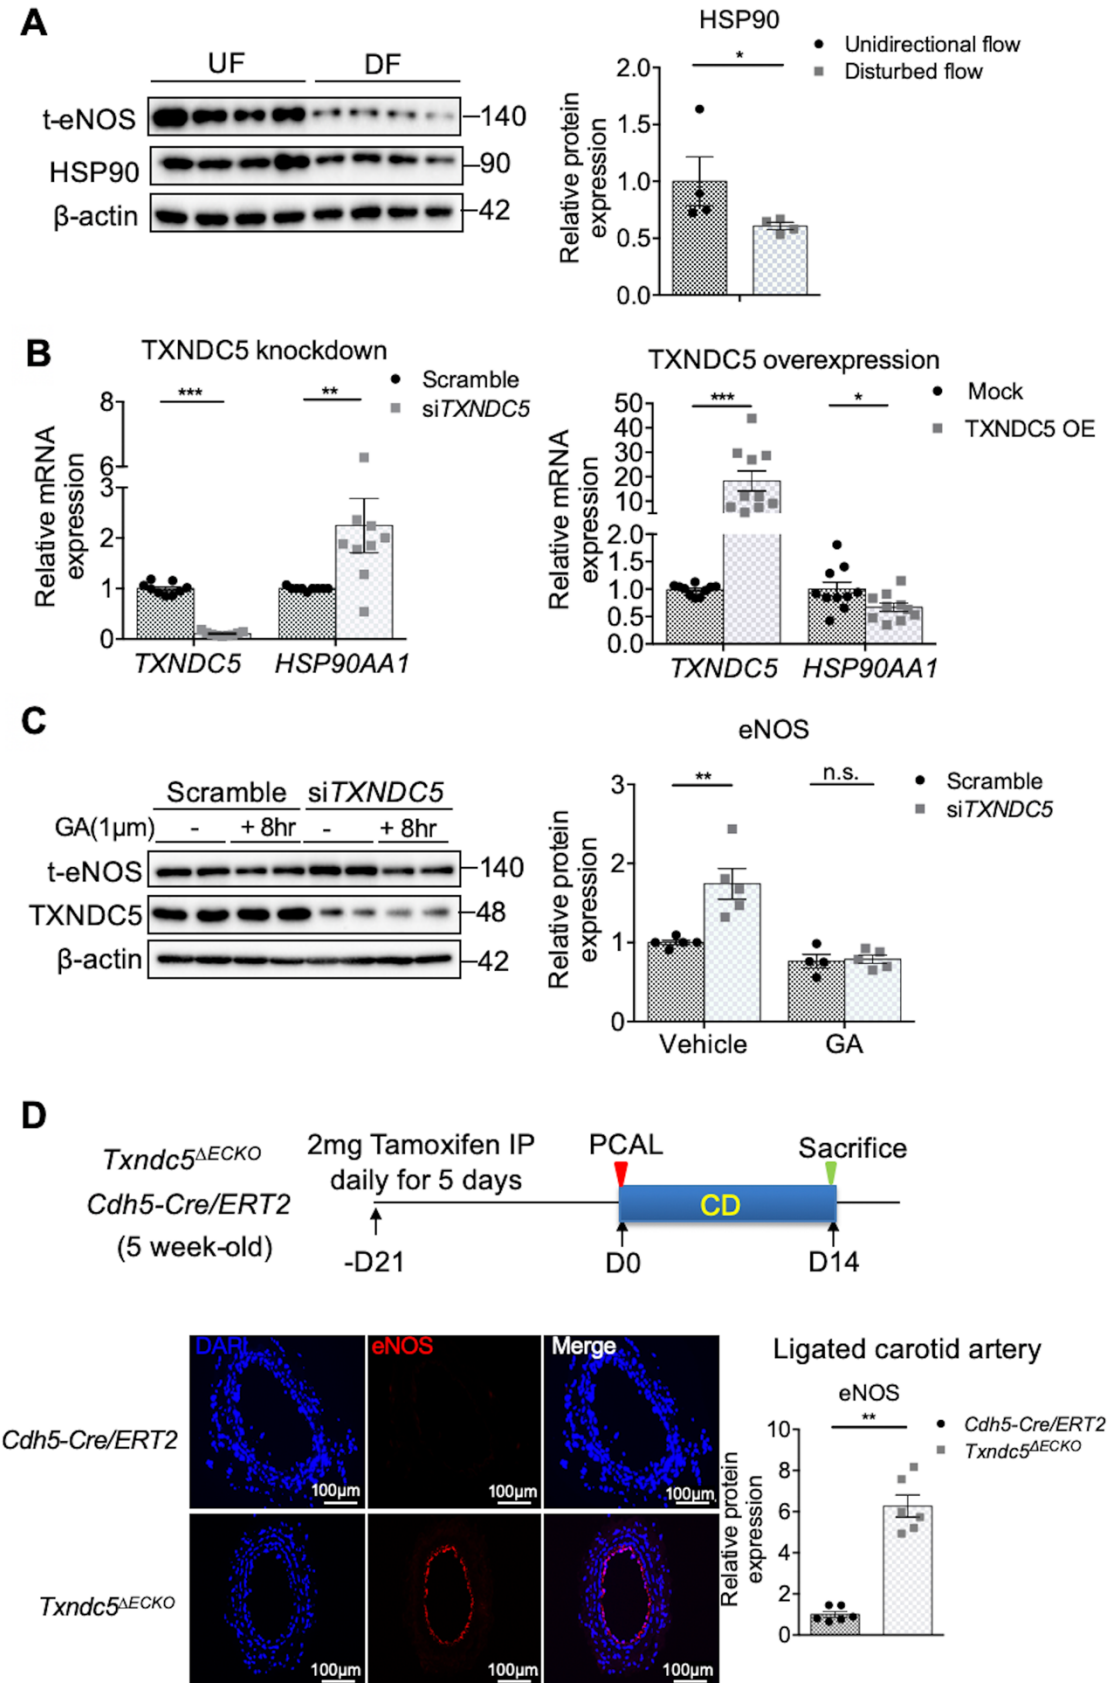 A
UF DF
t-eNOS
HSP90
β-actin
140
90
42
HSP90
Unidirectional flow
Disturbed flow
*
Relative protein
expression
2.0
1.5
1.0
0.5
0.0
B
TXNDC5 knockdown
Scramble
siTXNDC5
***
**
Relative mRNA
expression
8
6
3
2
1
0
TXNDC5 HSP90AA1
TXNDC5 overexpression
Mock
TXNDC5 OE
***
*
Relative mRNA
expression
50
40
30
20
10
2.0
1.5
1.0
0.5
0.0
TXNDC5 HSP90AA1
C
Scramble siTXNDC5
GA(1μm) - + 8hr - + 8hr
t-eNOS
TXNDC5
β-actin
140
48
42
eNOS
Scramble
siTXNDC5
**
n.s.
Relative protein
expression
3
2
1
0
Vehicle GA
D
Txndc5ΔECKO
Cdh5-Cre/ERT2
(5 week-old)
2mg Tamoxifen IP
daily for 5 days
PCAL
Sacrifice
CD
-D21
D0
D14
DAPI eNOS Merge
Cdh5-Cre/ERT2
100μm 100μm 100μm
Txndc5ΔECKO
100μm 100μm 100μm
Ligated carotid artery
eNOS
**
Cdh5-Cre/ERT2
Txndc5ΔECKO
Relative protein
expression
10
8
6
4
2
0